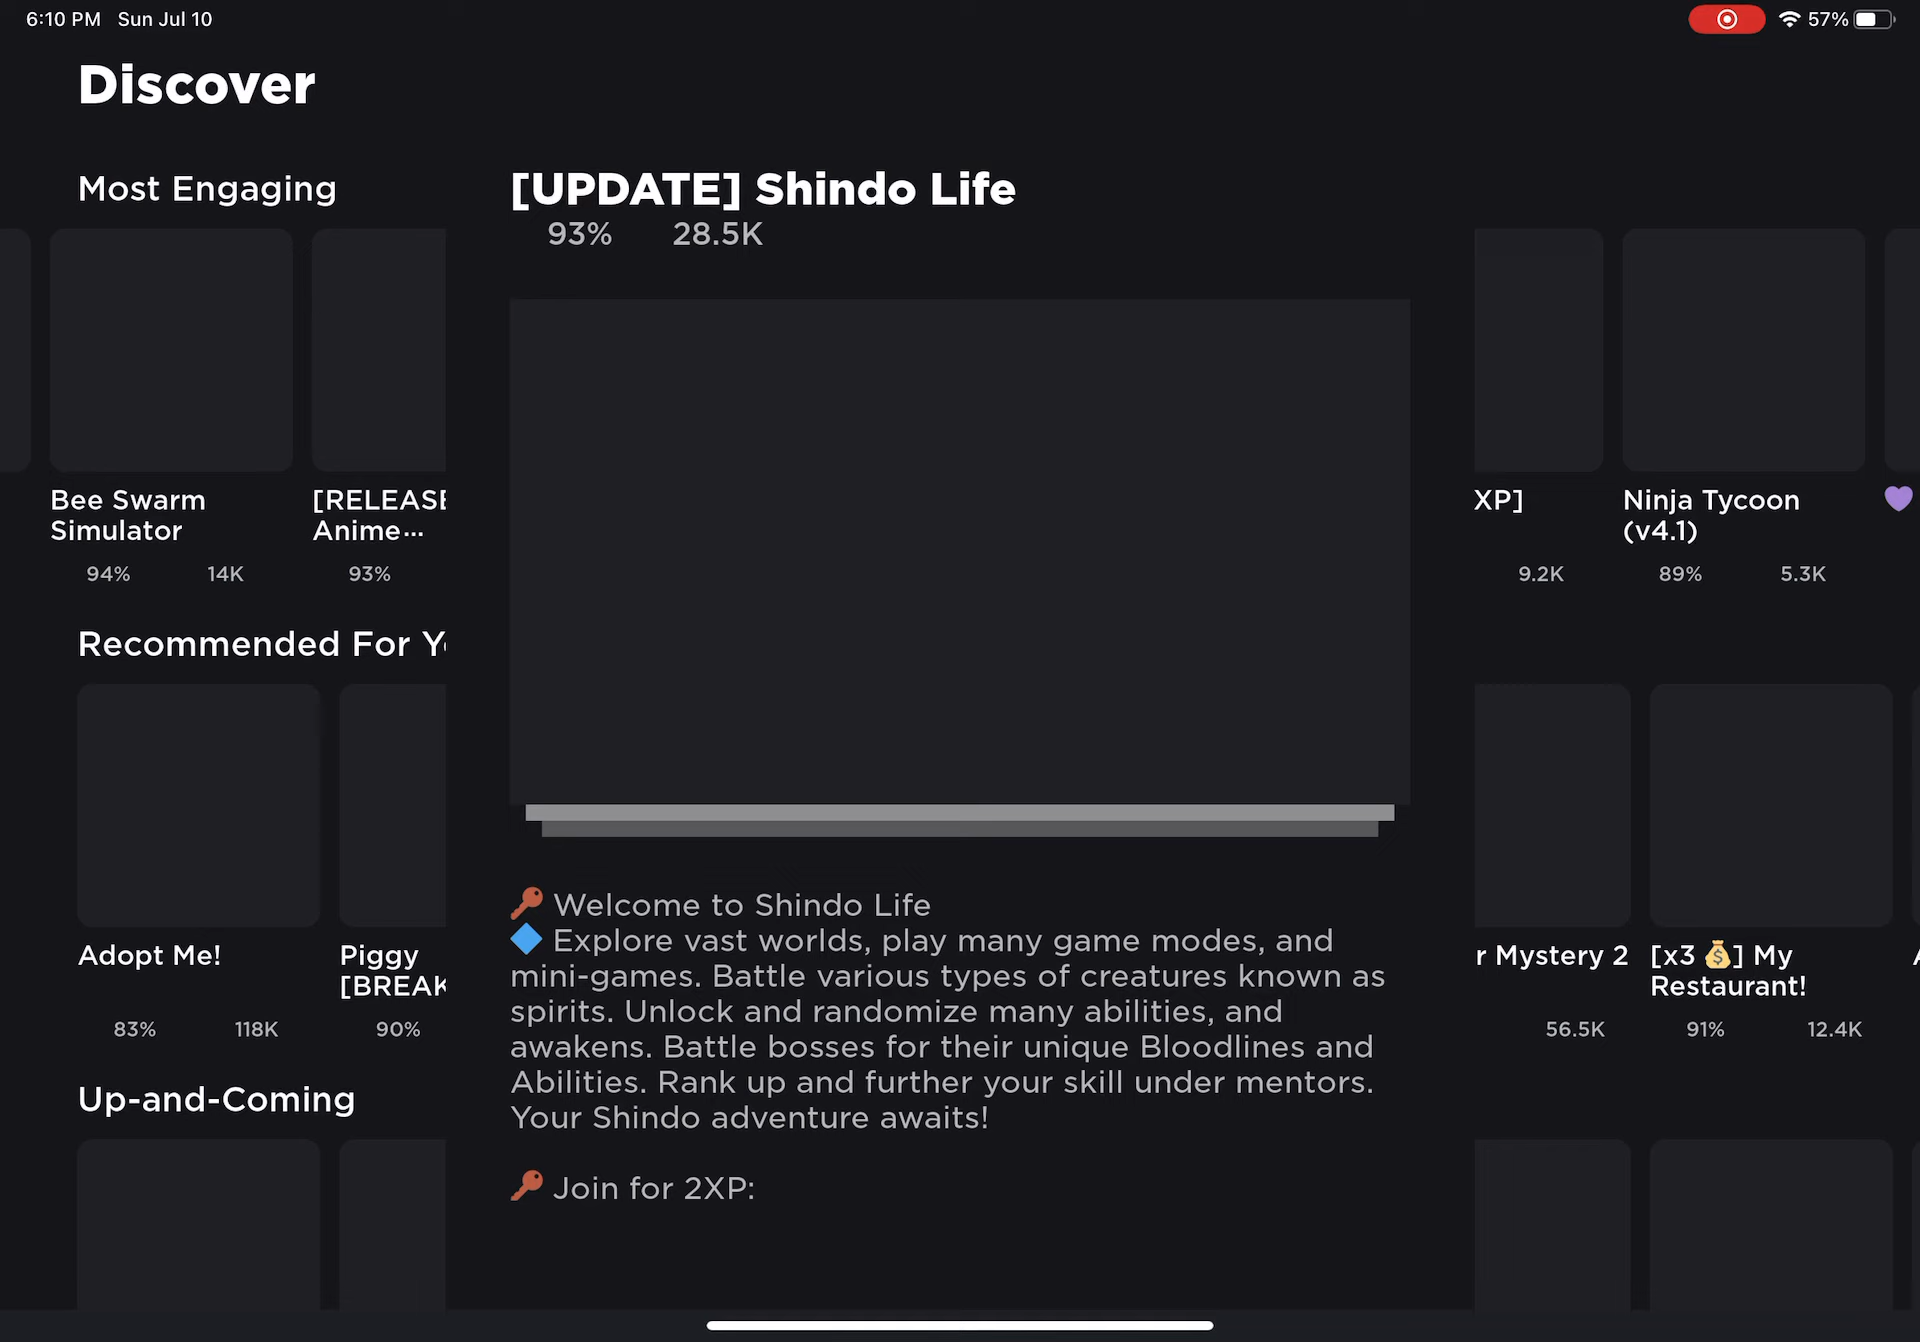 6:10 PM Sun Jul 10
57%
Discover
Most Engaging
[UPDATE] Shindo Life
93% 28.5K
Bee Swarm
Simulator
94% 14K
[RELEASE
Anime...
93%
XP]
9.2K
Ninja Tycoon
(v4.1)
89% 5.3K
💜
Recommended For Yo
Adopt Me!
83% 118K
Piggy
[BREAK
90%
r Mystery 2
56.5K
[x3 💰] My
Restaurant!
91% 12.4K
Up-and-Coming
🔑 Welcome to Shindo Life
🔷 Explore vast worlds, play many game modes, and
mini-games. Battle various types of creatures known as
spirits. Unlock and randomize many abilities, and
awakens. Battle bosses for their unique Bloodlines and
Abilities. Rank up and further your skill under mentors.
Your Shindo adventure awaits!
🔑 Join for 2XP: